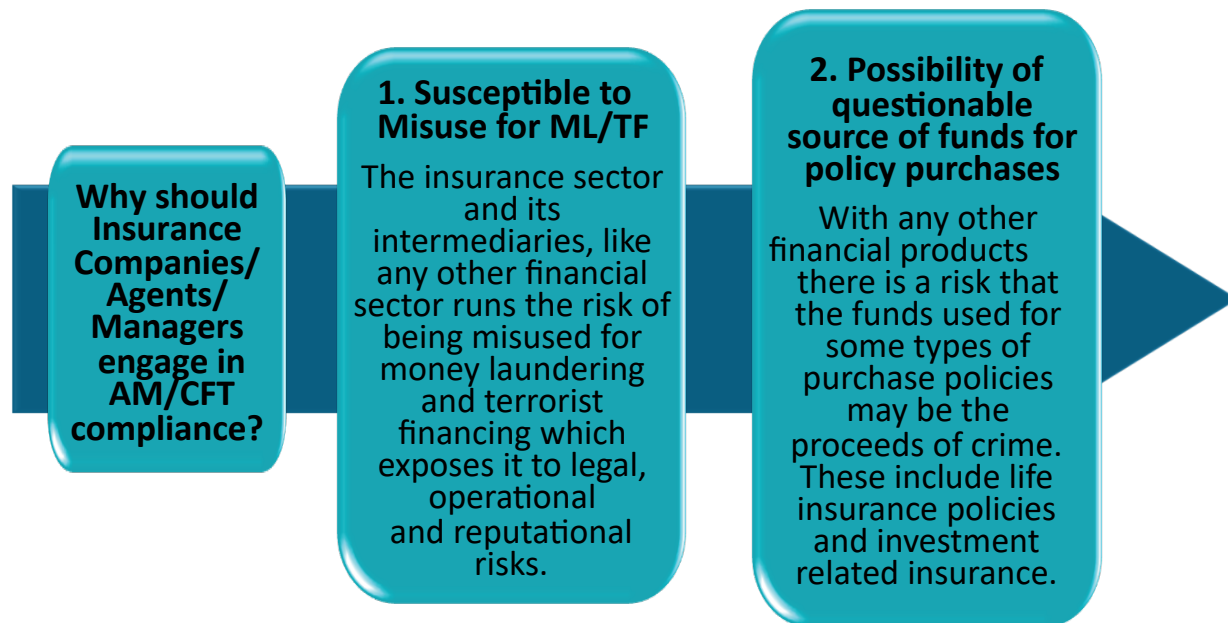 Why should
Insurance
Companies/
Agents/
Managers
engage in
AM/CFT
compliance?
1. Susceptible to
Misuse for ML/TF
The insurance sector
and its
intermediaries, like
any other financial
sector runs the risk of
being misused for
money laundering
and terrorist
financing which
exposes it to legal,
operational
and reputational
risks.
2. Possibility of
questionable
source of funds for
policy purchases
With any other
financial products
there is a risk that
the funds used for
some types of
purchase policies
may be the
proceeds of crime.
These include life
insurance policies
and investment
related insurance.